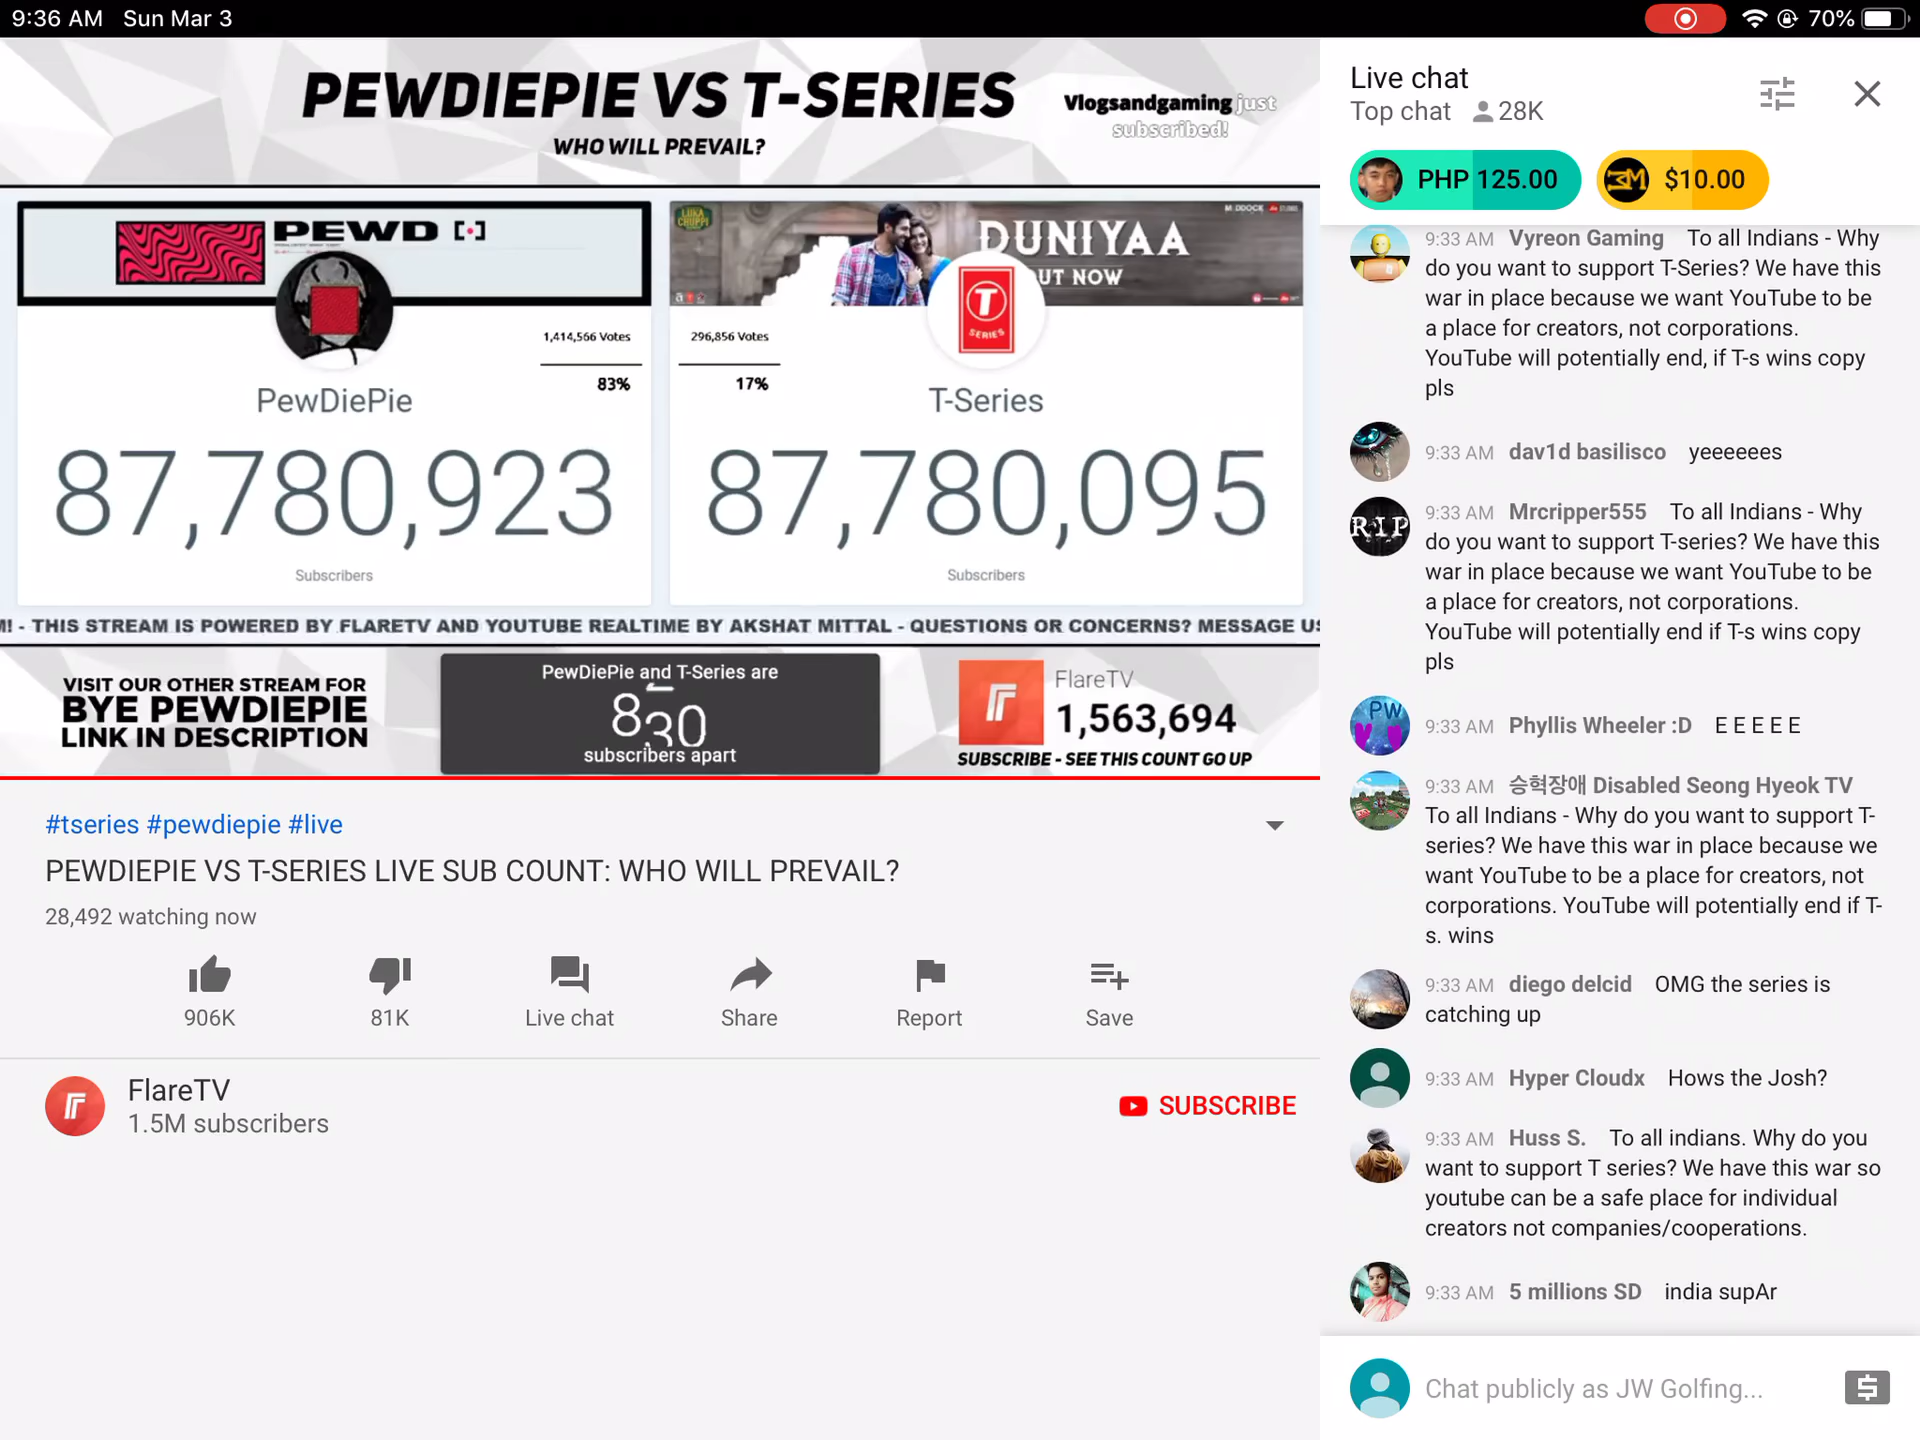 9:36 AM Sun Mar 3
70%
PEWDIEPIE VS T-SERIES
WHO WILL PREVAIL?
Vlogsandgaming just
subscribed!
PEWD
1,414,566 Votes
83%
PewDiePie
87,780,923
Subscribers
LUKA
CHUPPI
DUNIYAA
OUT NOW
T
SERIES
296,856 Votes
17%
T-Series
87,780,095
Subscribers
M! - THIS STREAM IS POWERED BY FLARETV AND YOUTUBE REALTIME BY AKSHAT MITTAL - QUESTIONS OR CONCERNS? MESSAGE US
VISIT OUR OTHER STREAM FOR
BYE PEWDIEPIE
LINK IN DESCRIPTION
PewDiePie and T-Series are
830
subscribers apart
FlareTV
1,563,694
SUBSCRIBE - SEE THIS COUNT GO UP
#tseries #pewdiepie #live
PEWDIEPIE VS T-SERIES LIVE SUB COUNT: WHO WILL PREVAIL?
28,492 watching now
906K
81K
Live chat
Share
Report
Save
FlareTV
1.5M subscribers
SUBSCRIBE
Live chat
Top chat 28K
PHP 125.00
3M $10.00
9:33 AM Vyreon Gaming To all Indians - Why
do you want to support T-Series? We have this
war in place because we want YouTube to be
a place for creators, not corporations.
YouTube will potentially end, if T-s wins copy
pls
9:33 AM dav1d basilisco yeeeeees
RIP
9:33 AM Mrcripper555 To all Indians - Why
do you want to support T-series? We have this
war in place because we want YouTube to be
a place for creators, not corporations.
YouTube will potentially end if T-s wins copy
pls
PW
9:33 AM Phyllis Wheeler :D E E E E E
9:33 AM 승혁장애 Disabled Seong Hyeok TV
To all Indians - Why do you want to support T-
series? We have this war in place because we
want YouTube to be a place for creators, not
corporations. YouTube will potentially end if T-
s. wins
9:33 AM diego delcid OMG the series is
catching up
9:33 AM Hyper Cloudx Hows the Josh?
9:33 AM Huss S. To all indians. Why do you
want to support T series? We have this war so
youtube can be a safe place for individual
creators not companies/cooperations.
9:33 AM 5 millions SD india supAr
Chat publicly as JW Golfing...